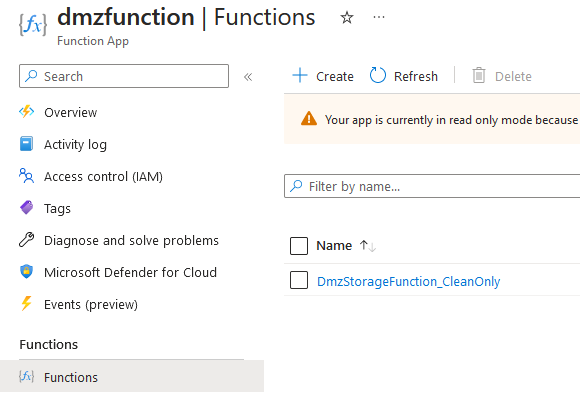 dmzfunction | Functions
Function App
Search
Overview
Activity log
Access control (IAM)
Tags
Diagnose and solve problems
Microsoft Defender for Cloud
Events (preview)
Functions
Functions
Create Refresh Delete
Your app is currently in read only mode because
Filter by name...
Name
DmzStorageFunction_CleanOnly